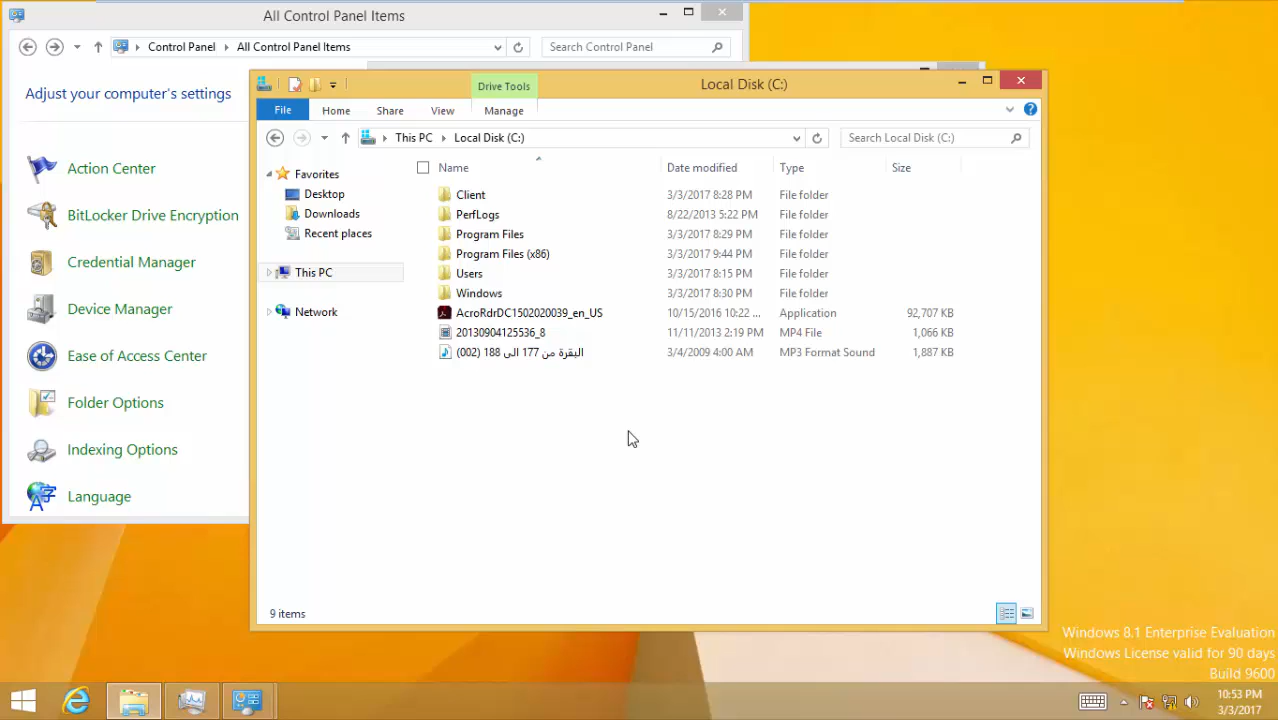 All Control Panel Items
Control Panel All Control Panel Items
Search Control Panel
Adjust your computer's settings
Action Center
BitLocker Drive Encryption
Credential Manager
Device Manager
Ease of Access Center
Folder Options
Indexing Options
Language
Drive Tools
Local Disk (C:)
File Home Share View Manage
This PC Local Disk (C:)
Search Local Disk (C:)
Favorites
Desktop
Downloads
Recent places
This PC
Network
Name Date modified Type Size
Client 3/3/2017 8:28 PM File folder
PerfLogs 8/22/2013 5:22 PM File folder
Program Files 3/3/2017 8:29 PM File folder
Program Files (x86) 3/3/2017 9:44 PM File folder
Users 3/3/2017 8:15 PM File folder
Windows 3/3/2017 8:30 PM File folder
AcroRdrDC1502020039_en_US 10/15/2016 10:22 ... Application 92,707 KB
20130904125536_8 11/11/2013 2:19 PM MP4 File 1,066 KB
(002) البقرة من 177 الى 188 3/4/2009 4:00 AM MP3 Format Sound 1,887 KB
9 items
Windows 8.1 Enterprise Evaluation
Windows License valid for 90 days
Build 9600
10:53 PM
3/3/2017